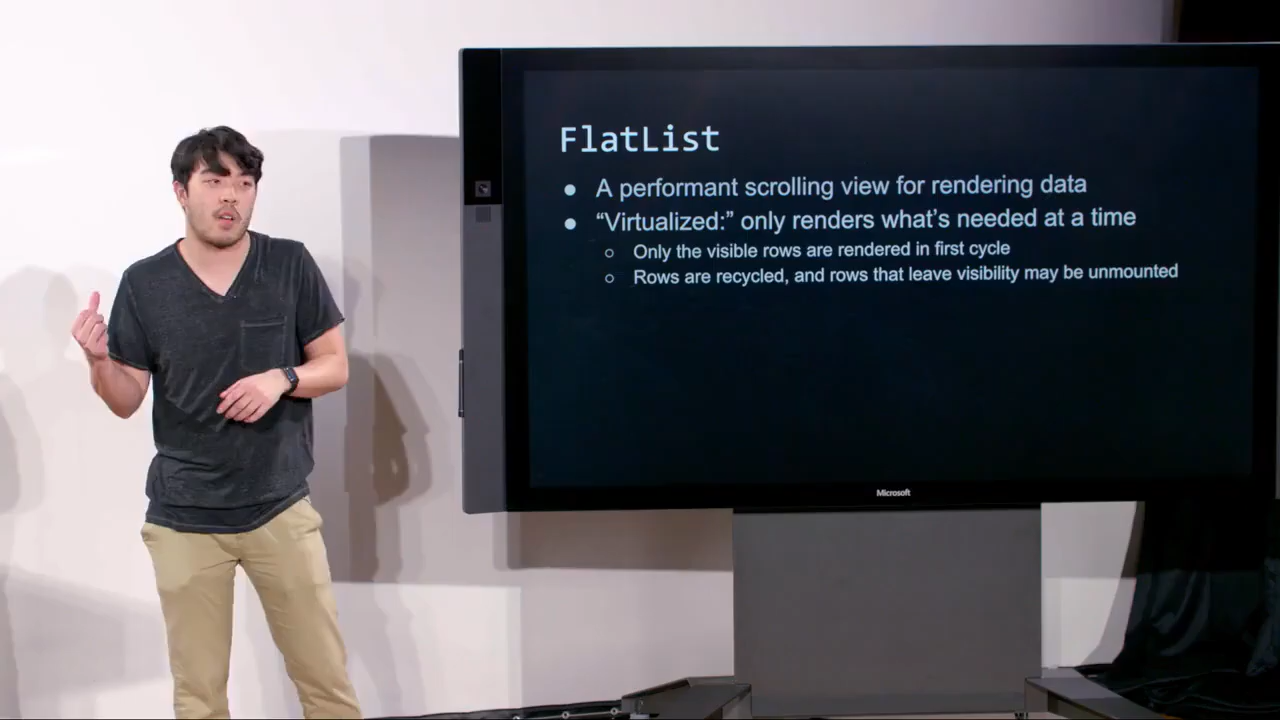 FlatList
● A performant scrolling view for rendering data
● “Virtualized:” only renders what’s needed at a time
○ Only the visible rows are rendered in first cycle
○ Rows are recycled, and rows that leave visibility may be unmounted
Microsoft